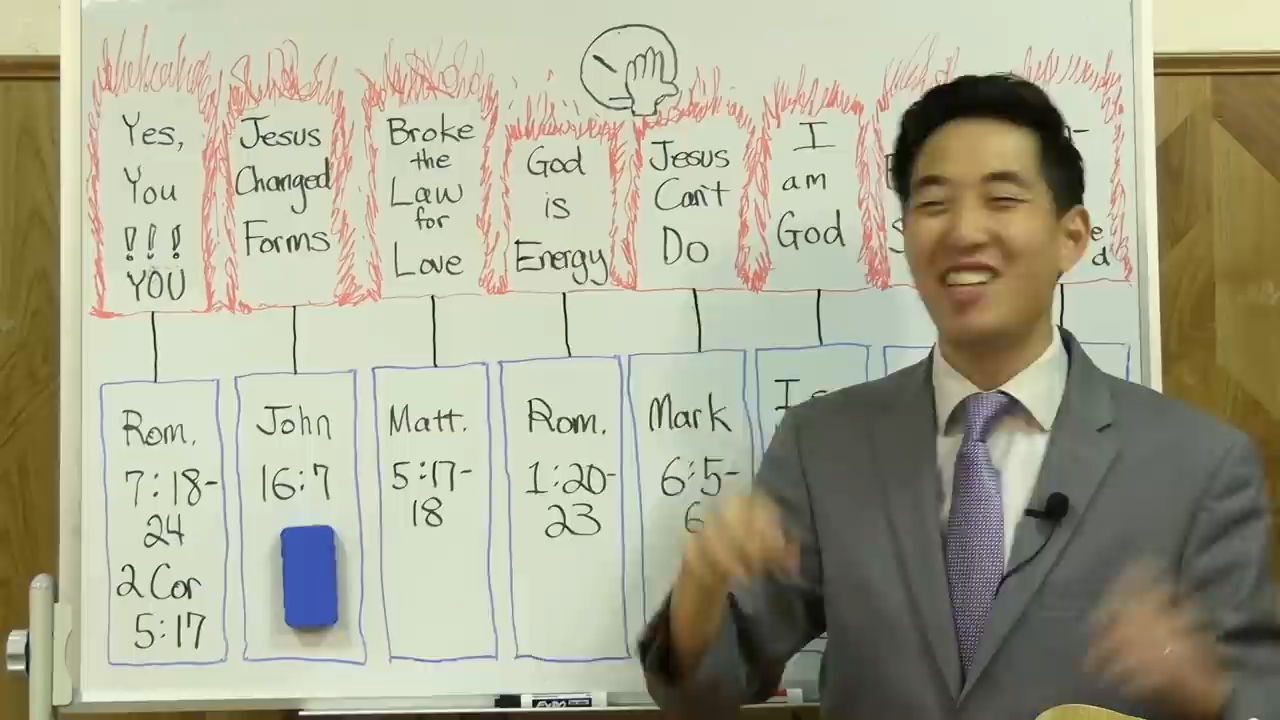 Yes,
You
!!!
YOU
Jesus
Changed
Forms
Broke
the
Law
for
Love
God
is
Energy
Jesus
Can't
Do
I
am
God
Rom.
7:18-
24
2 Cor
5:17
John
16:7
Matt.
5:17-
18
Rom.
1:20-
23
Mark
6:5-
6